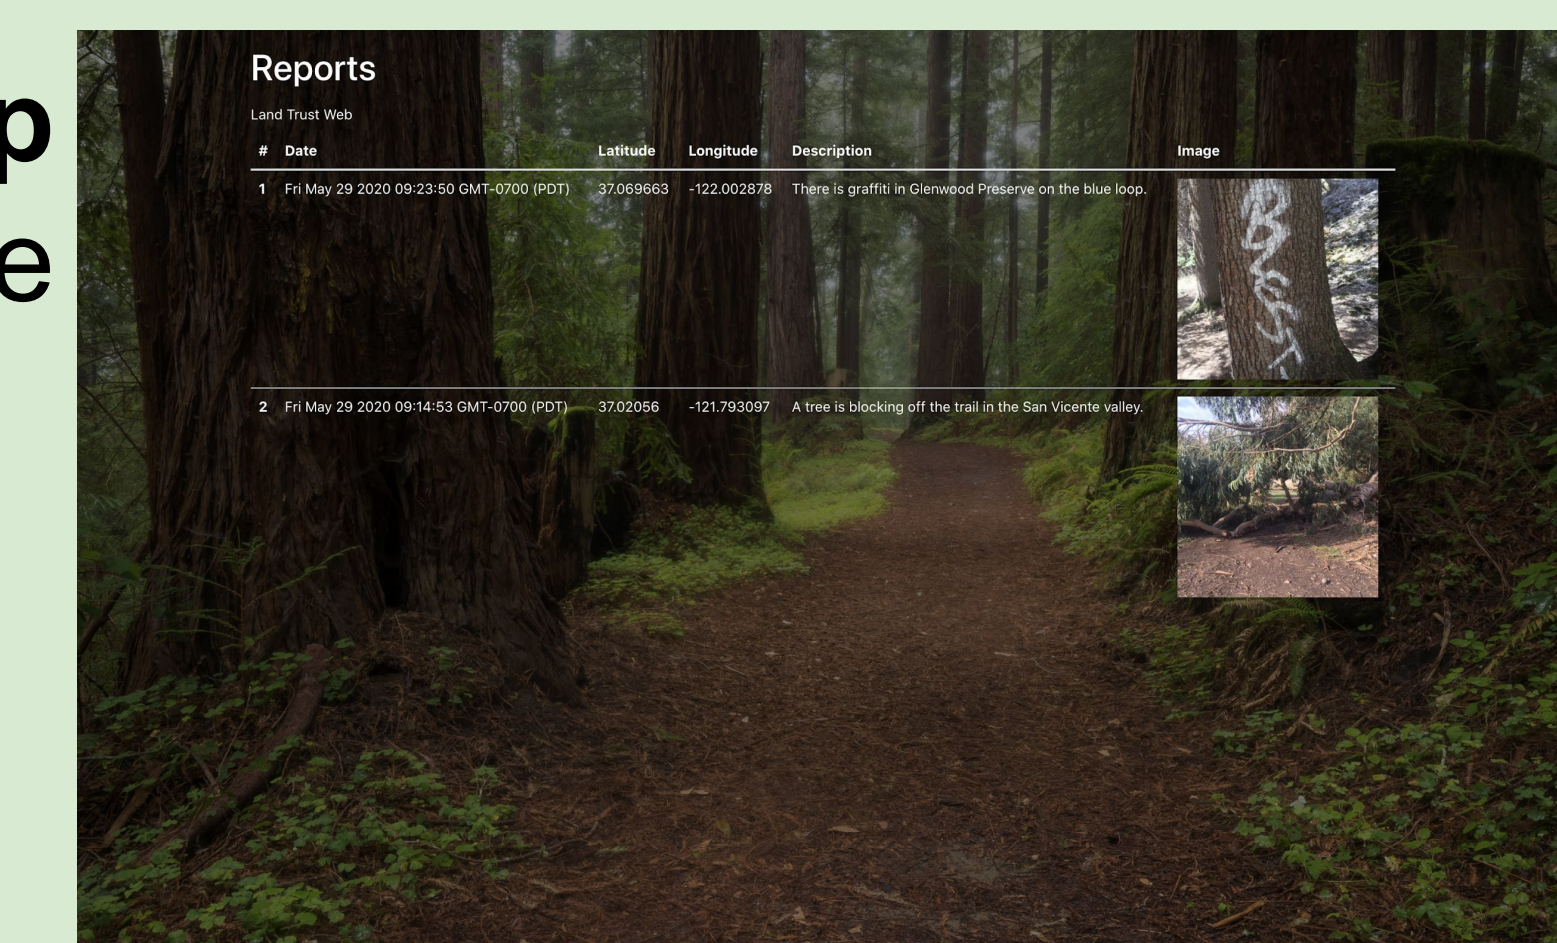 p
e
Reports
Land Trust Web
# Date Latitude Longitude Description Image
1 Fri May 29 2020 09:23:50 GMT-0700 (PDT) 37.069663 -122.002878 There is graffiti in Glenwood Preserve on the blue loop.
2 Fri May 29 2020 09:14:53 GMT-0700 (PDT) 37.02056 -121.793097 A tree is blocking off the trail in the San Vicente valley.